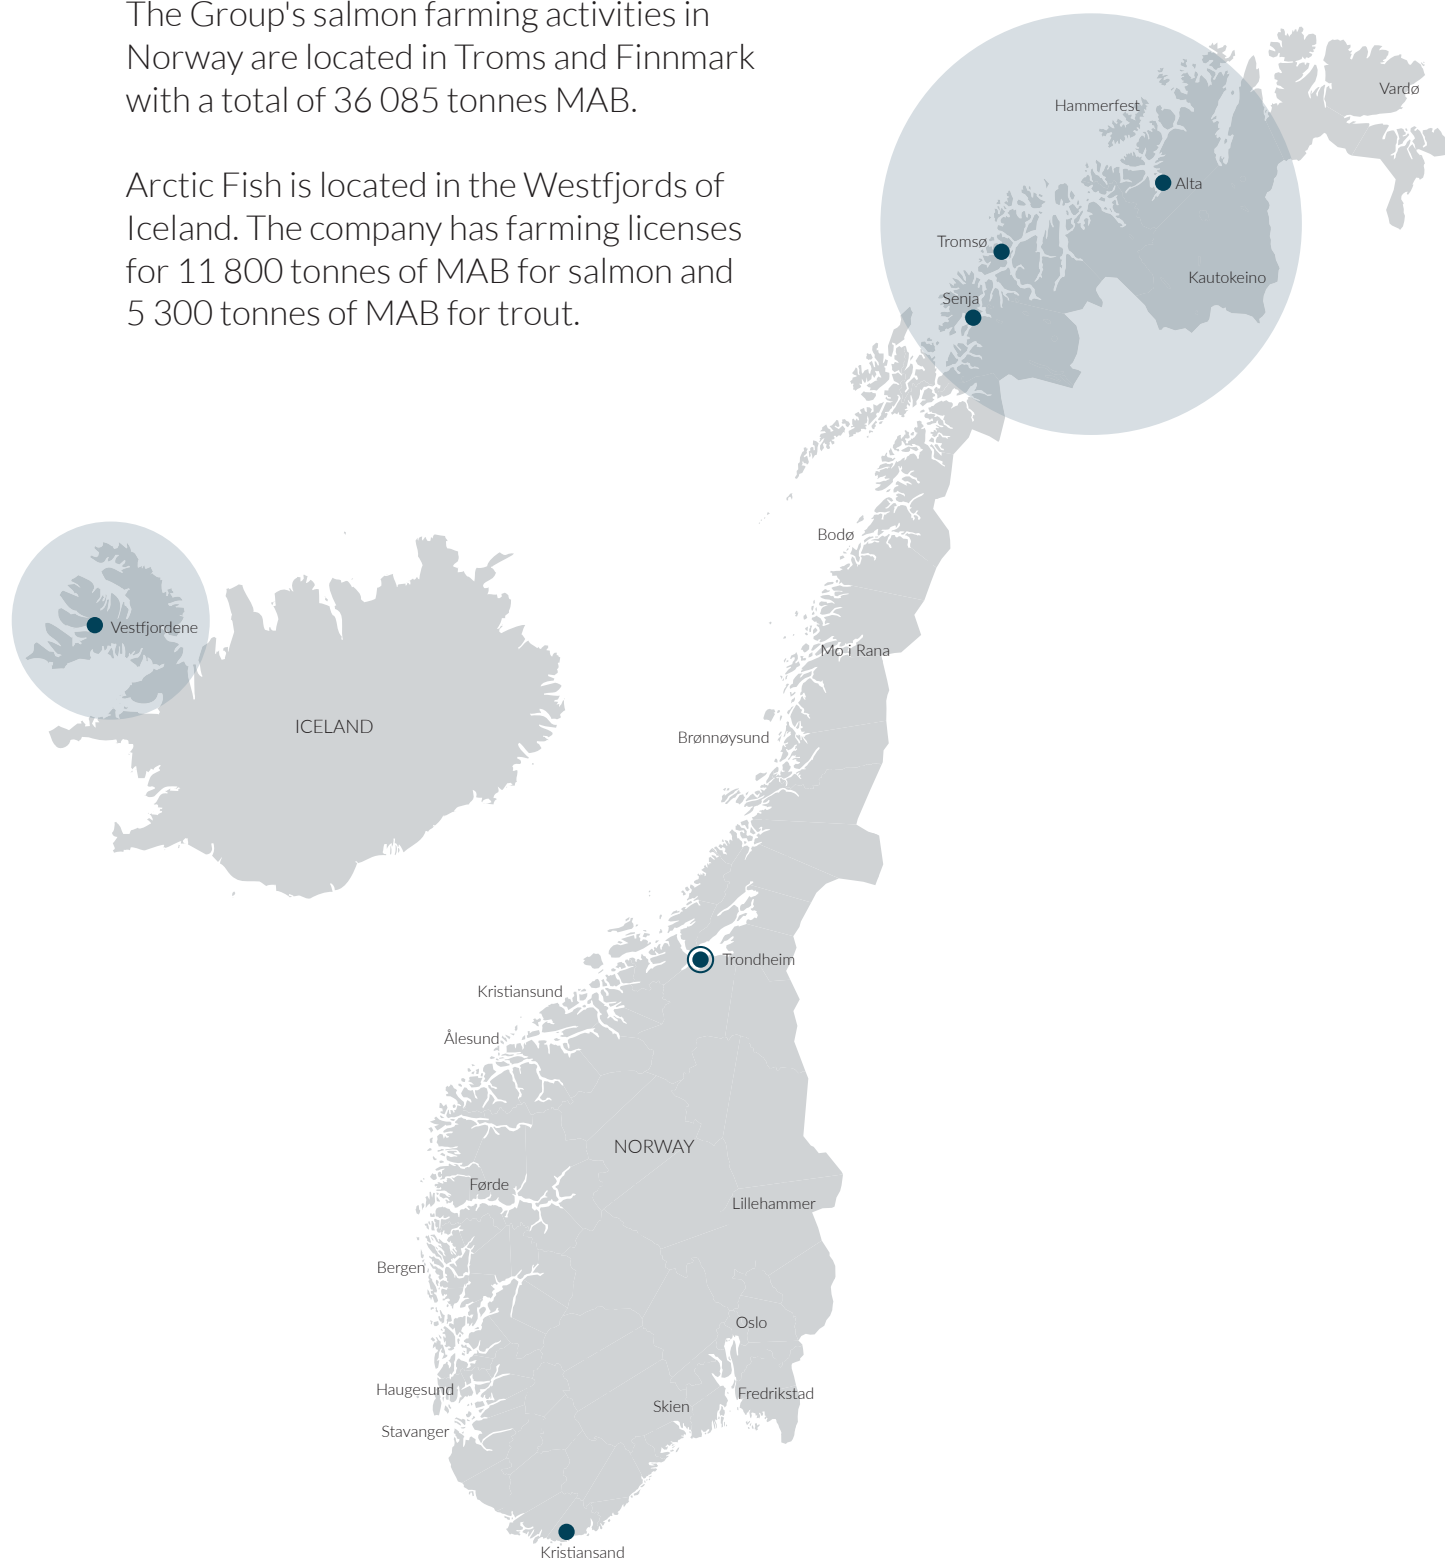 The Group's salmon farming activities in
Norway are located in Troms and Finnmark
with a total of 36 085 tonnes MAB.
Arctic Fish is located in the Westfjords of
Iceland. The company has farming licenses
for 11 800 tonnes of MAB for salmon and
5 300 tonnes of MAB for trout.
Vardø
Hammerfest
Alta
Tromsø
Kautokeino
Senja
Bodø
Vestfjordene
Mo i Rana
ICELAND
Brønnøysund
Trondheim
Kristiansund
Ålesund
NORWAY
Førde
Lillehammer
Bergen
Oslo
Haugesund
Fredrikstad
Skien
Stavanger
Kristiansand